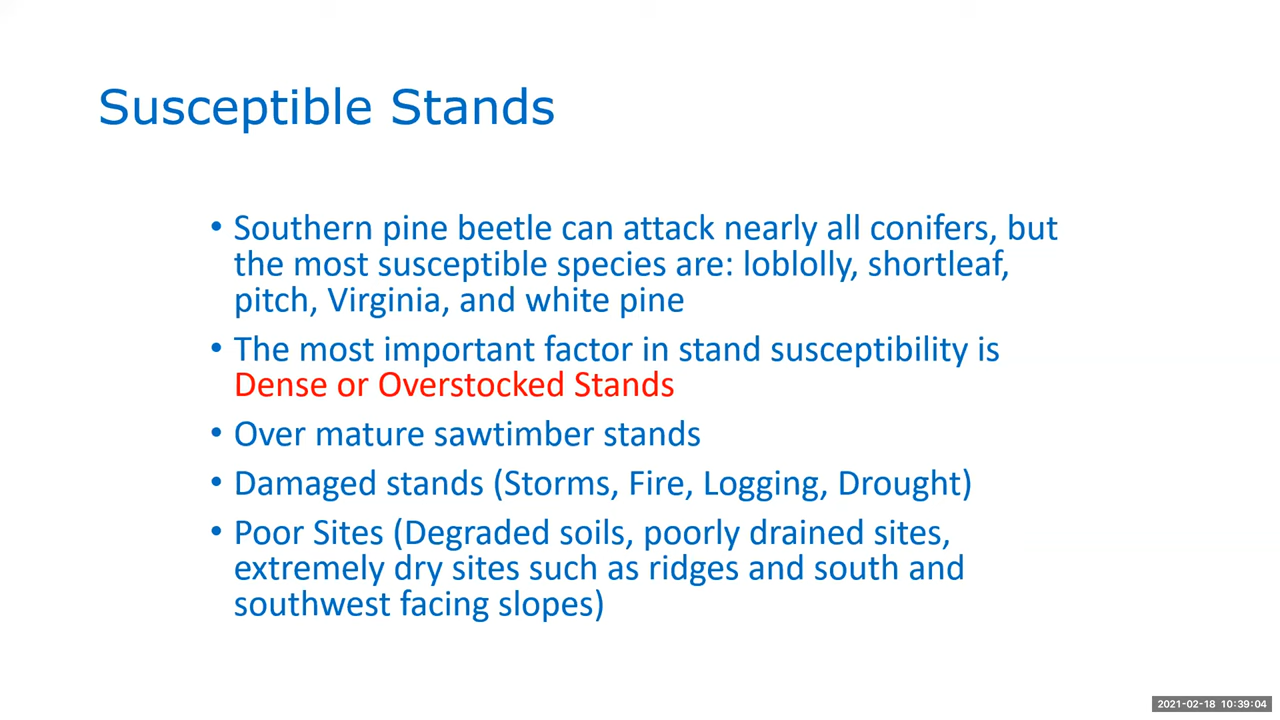 Susceptible Stands
• Southern pine beetle can attack nearly all conifers, but
the most susceptible species are: loblolly, shortleaf,
pitch, Virginia, and white pine
• The most important factor in stand susceptibility is
Dense or Overstocked Stands
• Over mature sawtimber stands
• Damaged stands (Storms, Fire, Logging, Drought)
• Poor Sites (Degraded soils, poorly drained sites,
extremely dry sites such as ridges and south and
southwest facing slopes)
2021-02-18 10:39:04